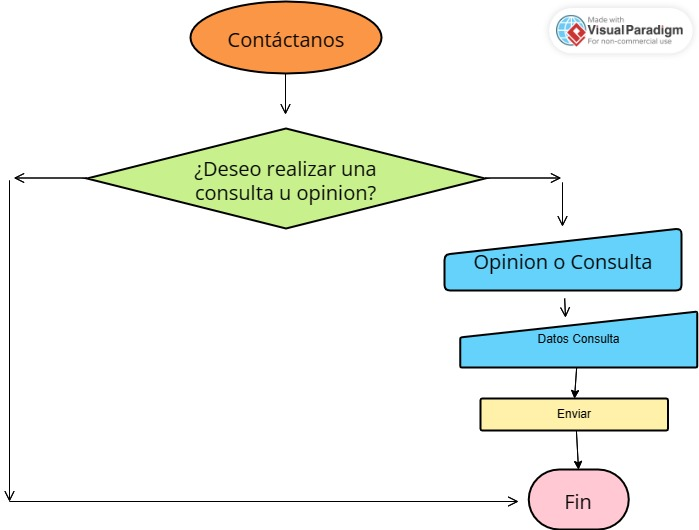 Contáctanos
Made with
Visual Paradigm
For non-commercial use
¿Deseo realizar una
consulta u opinion?
Opinion o Consulta
Datos Consulta
Enviar
Fin